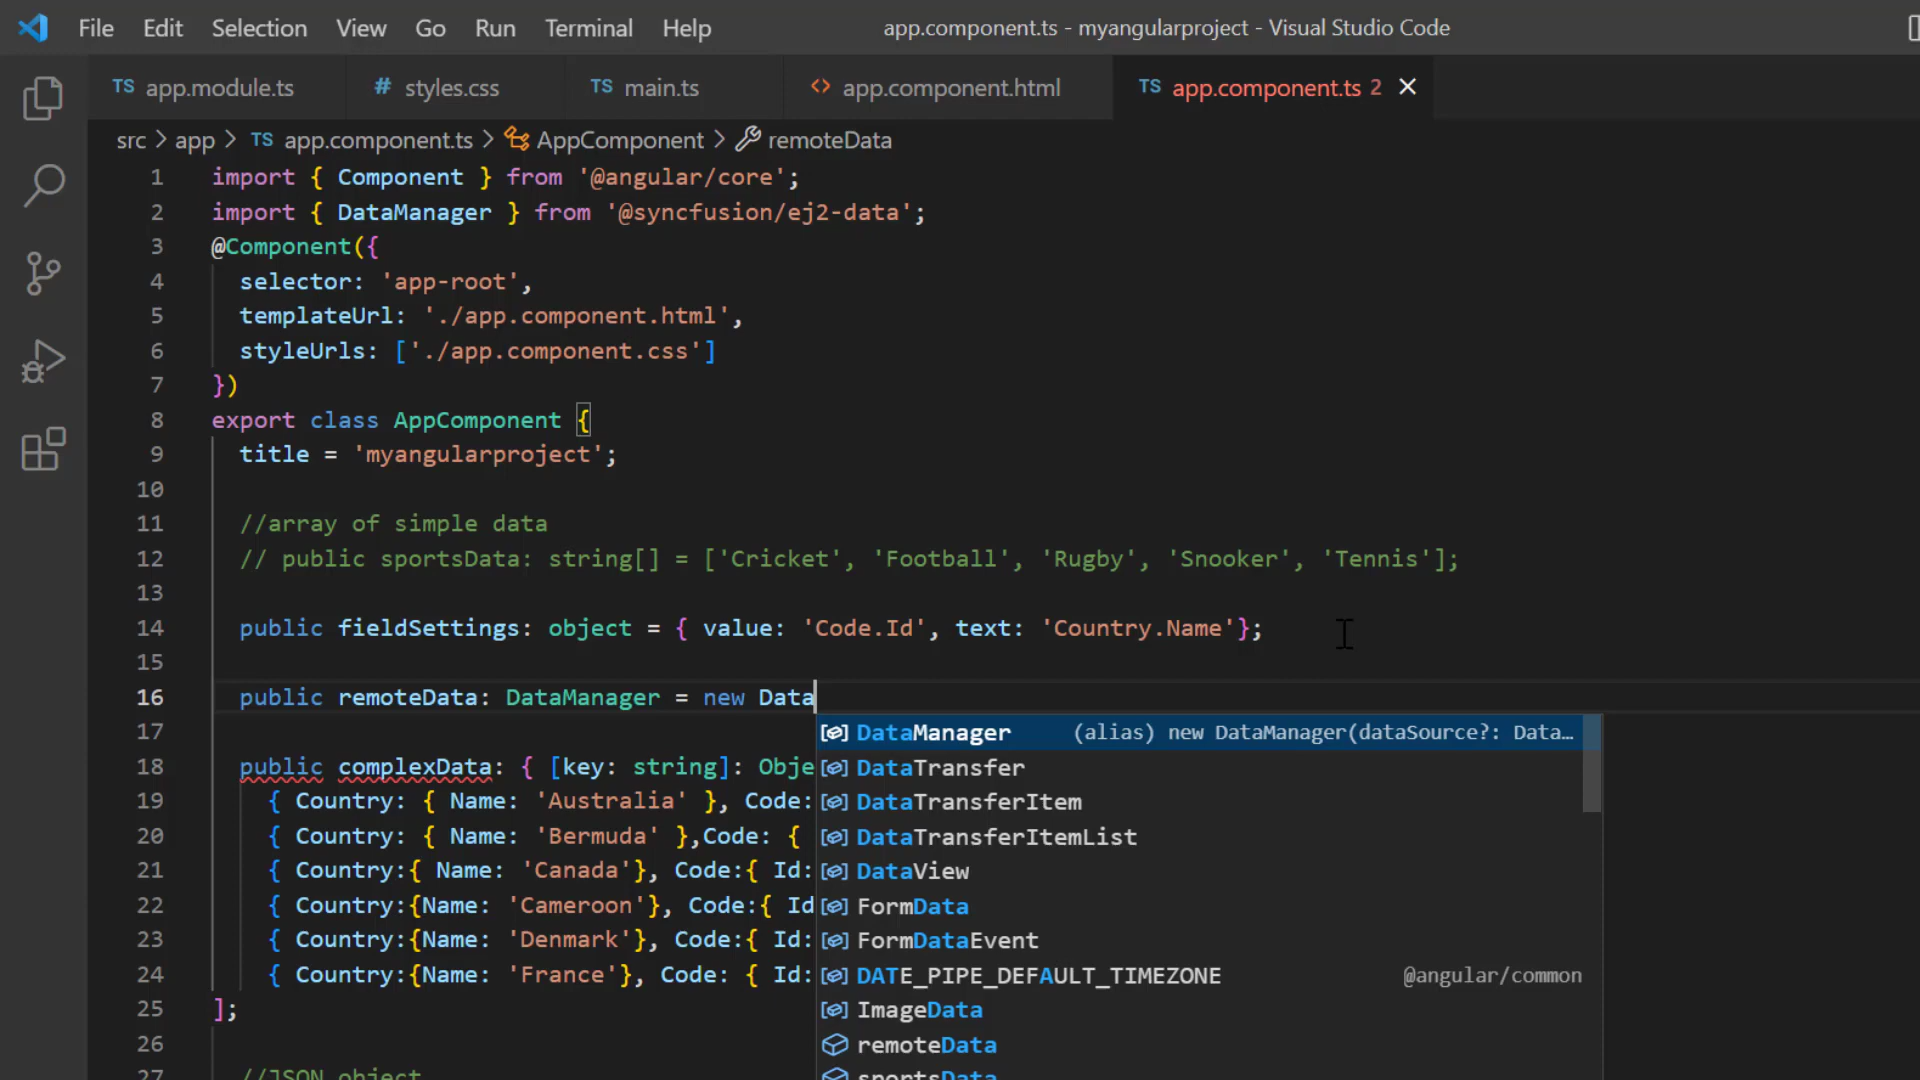 File Edit Selection View Go Run Terminal Help app.component.ts - myangularproject - Visual Studio Code
TS app.module.ts # styles.css TS main.ts <> app.component.html TS app.component.ts 2 ×
src > app > TS app.component.ts > AppComponent > remoteData
1 import { Component } from '@angular/core';
2 import { DataManager } from '@syncfusion/ej2-data';
3 @Component({
4 selector: 'app-root',
5 templateUrl: './app.component.html',
6 styleUrls: ['./app.component.css']
7 })
8 export class AppComponent {
9 title = 'myangularproject';
10
11 //array of simple data
12 // public sportsData: string[] = ['Cricket', 'Football', 'Rugby', 'Snooker', 'Tennis'];
13
14 public fieldSettings: object = { value: 'Code.Id', text: 'Country.Name'};
15
16 public remoteData: DataManager = new Data
17
18 public complexData: { [key: string]: Obje
19 { Country: { Name: 'Australia' }, Code:
20 { Country: { Name: 'Bermuda' },Code: {
21 { Country:{ Name: 'Canada'}, Code:{ Id:
22 { Country:{Name: 'Cameroon'}, Code:{ Id
23 { Country:{Name: 'Denmark'}, Code:{ Id:
24 { Country:{Name: 'France'}, Code: { Id:
25 ];
26
27 //JSON object
DataManager (alias) new DataManager(dataSource?: Data…
DataTransfer
DataTransferItem
DataTransferItemList
DataView
FormData
FormDataEvent
DATE_PIPE_DEFAULT_TIMEZONE @angular/common
ImageData
remoteData
sportsData